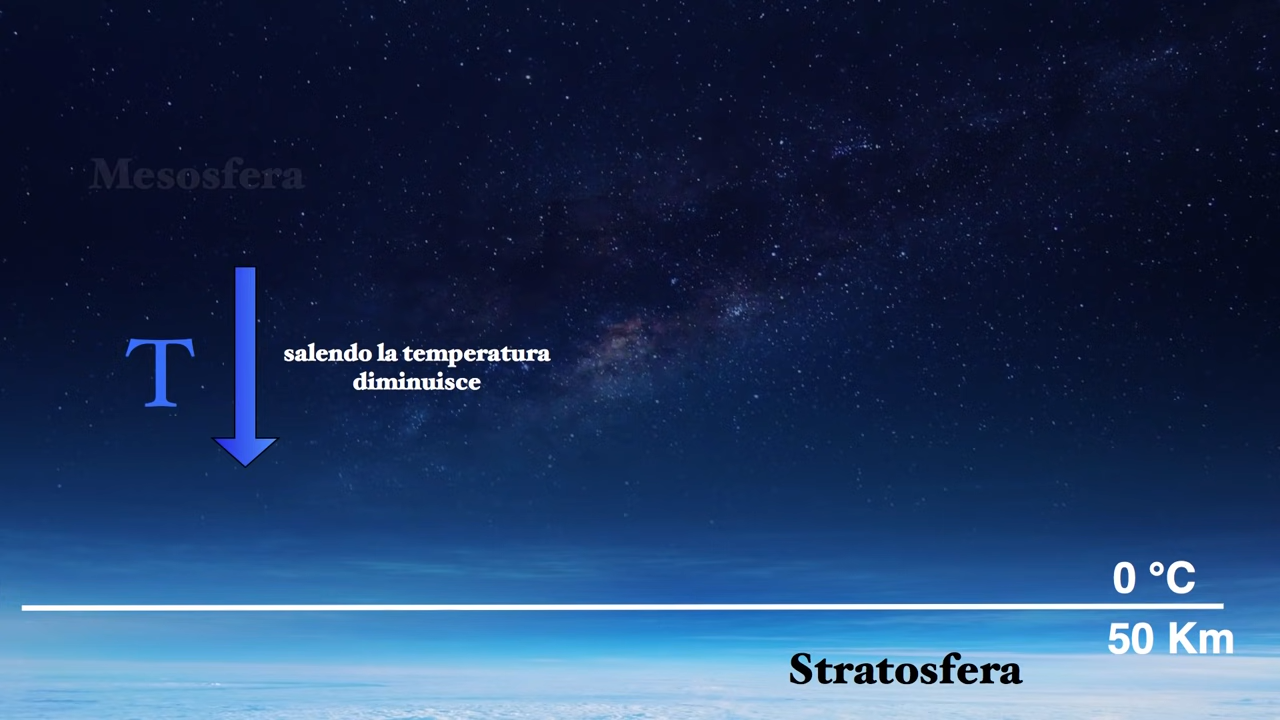 Mesosfera
T
salendo la temperatura
diminuisce
0 °C
50 Km
Stratosfera